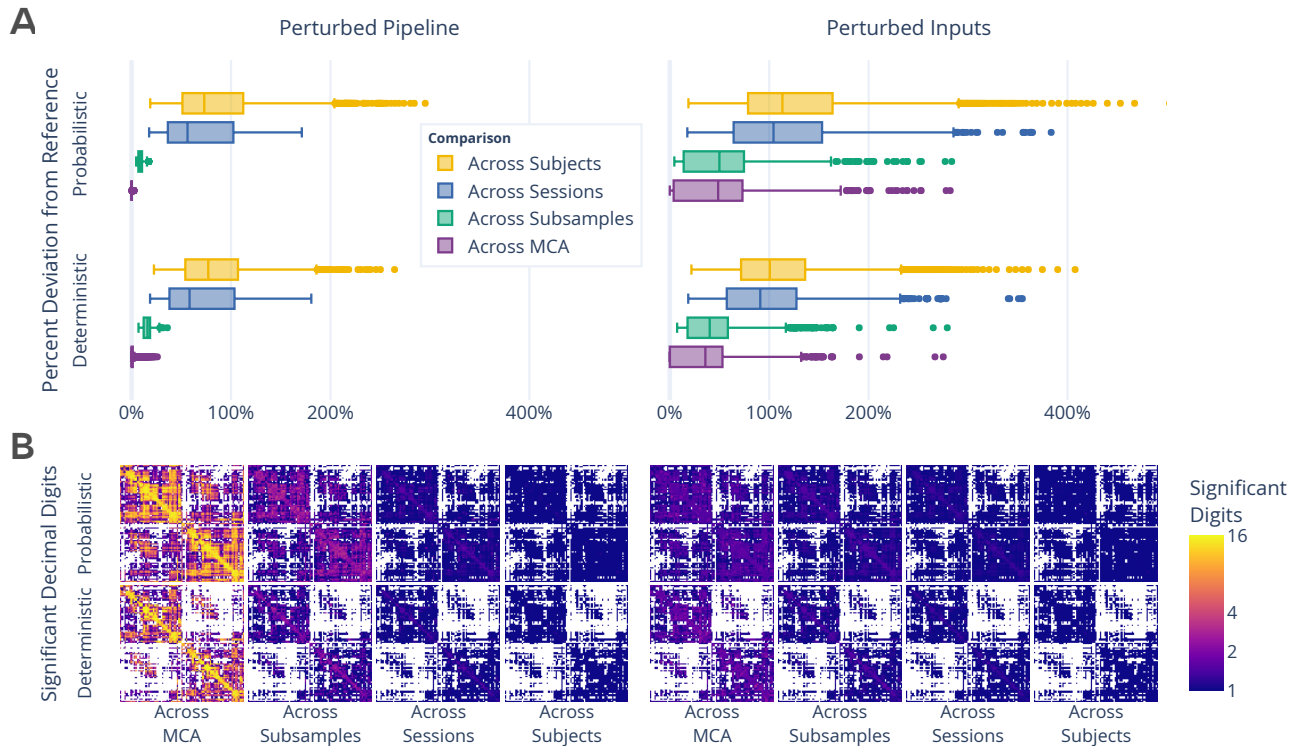 A
Perturbed Pipeline
Perturbed Inputs
Percent Deviation from Reference
Probabilistic
Deterministic
Comparison
Across Subjects
Across Sessions
Across Subsamples
Across MCA
0%
100%
200%
400%
0%
100%
200%
400%
B
Significant Decimal Digits
Probabilistic
Deterministic
Significant
Digits
16
4
2
1
Across
MCA
Across
Subsamples
Across
Sessions
Across
Subjects
Across
MCA
Across
Subsamples
Across
Sessions
Across
Subjects